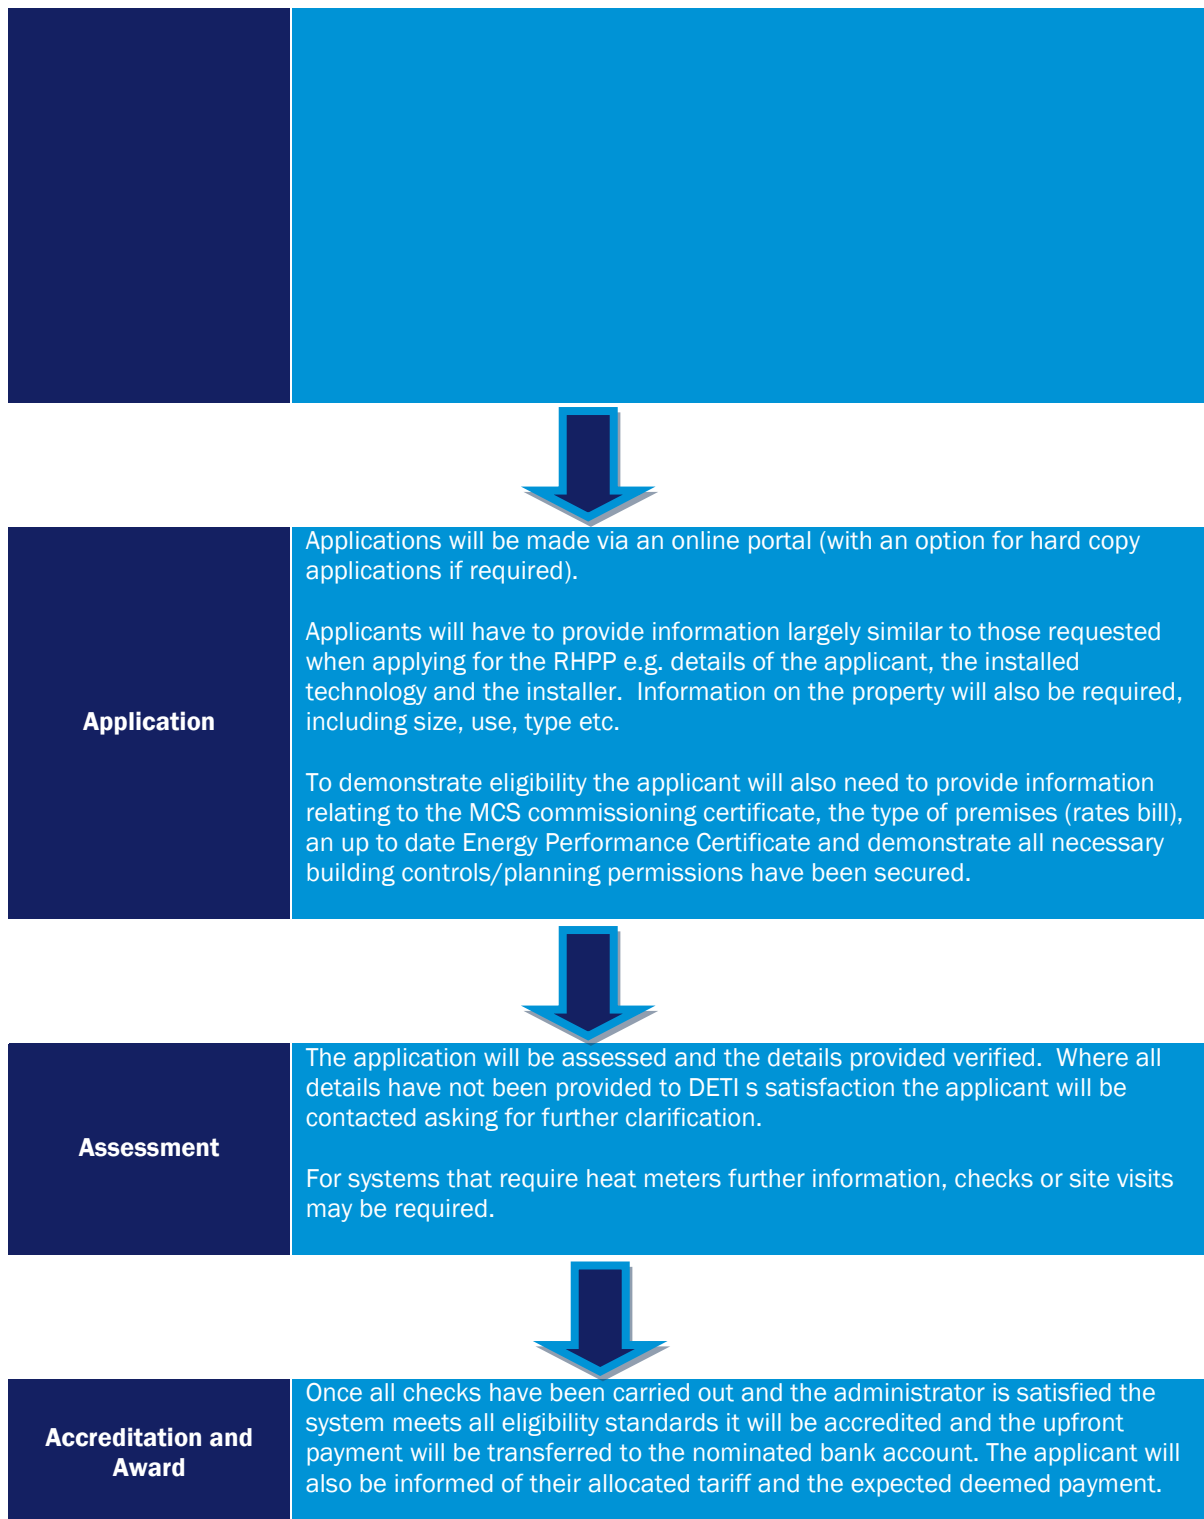 Applications will be made via an online portal (with an option for hard copy
applications if required).
Applicants will have to provide information largely similar to those requested
when applying for the RHPP e.g. details of the applicant, the installed
technology and the installer.  Information on the property will also be required,
including size, use, type etc.
Application
To demonstrate eligibility the applicant will also need to provide information
relating to the MCS commissioning certificate, the type of premises (rates bill),
an up to date Energy Performance Certificate and demonstrate all necessary
building controls/planning permissions have been secured.
The application will be assessed and the details provided verified.  Where all
details have not been provided to DETI s satisfaction the applicant will be
contacted asking for further clarification.
Assessment
For systems that require heat meters further information, checks or site visits
may be required.
Accreditation and
Award
Once all checks have been carried out and the administrator is satisfied the
system meets all eligibility standards it will be accredited and the upfront
payment will be transferred to the nominated bank account. The applicant will
also be informed of their allocated tariff and the expected deemed payment.